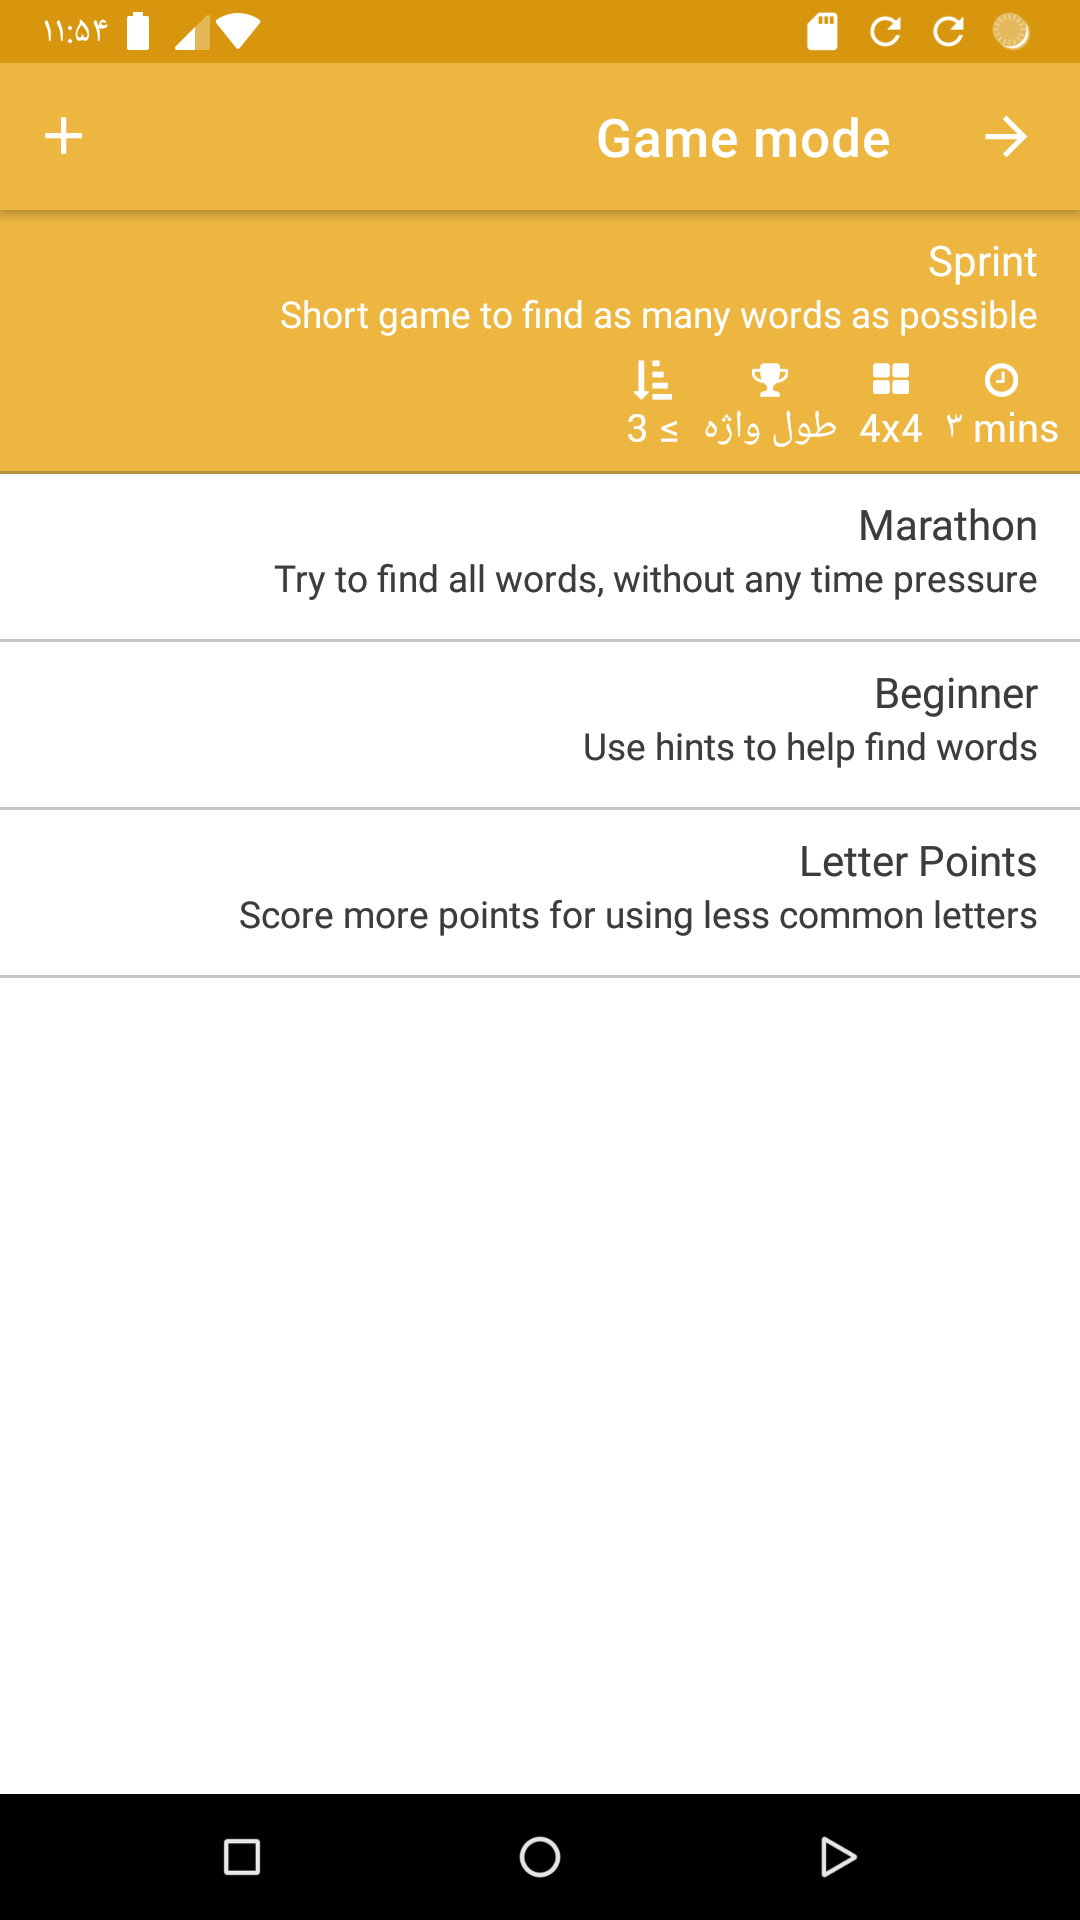 ۱۱:۵۴
Game mode
Sprint
Short game to find as many words as possible
۳ mins 4x4 طول واژه 3 ≤
Marathon
Try to find all words, without any time pressure
Beginner
Use hints to help find words
Letter Points
Score more points for using less common letters